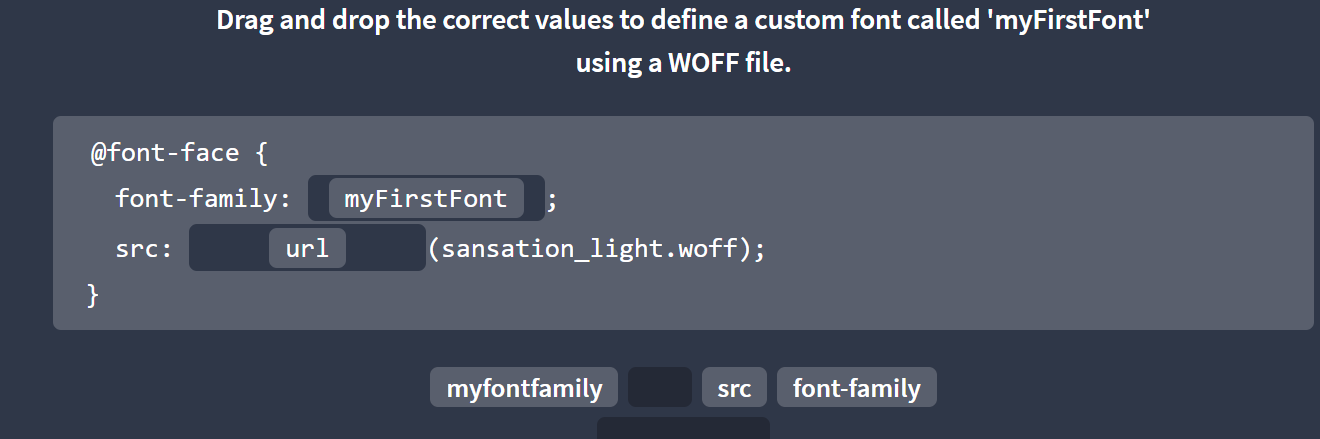 Drag and drop the correct values to define a custom font called 'myFirstFont'
using a WOFF file.
@font-face {
font-family: myFirstFont ;
src: url (sansation_light.woff);
}
myfontfamily src font-family